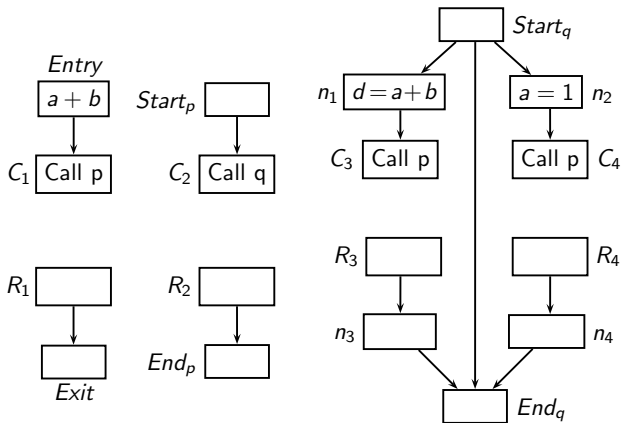 Start_q
Entry
a + b
Start_p
n_1 d = a + b
a = 1 n_2
C_1 Call p
C_2 Call q
C_3 Call p
Call p C_4
R_1
R_2
R_3
R_4
n_3
n_4
End_p
Exit
End_q